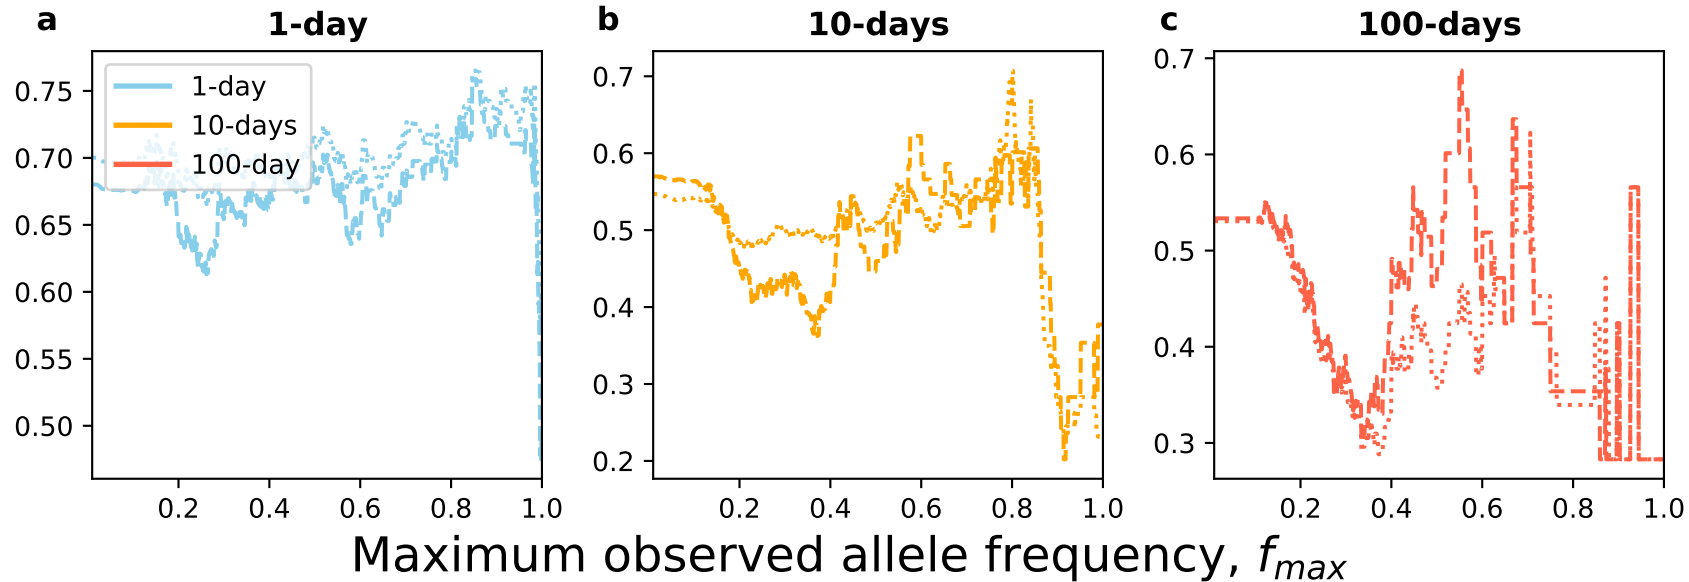 a 1-day
b 10-days
c 100-days
1-day
10-days
100-day
0.75
0.70
0.65
0.60
0.55
0.50
0.2 0.4 0.6 0.8 1.0
0.7
0.6
0.5
0.4
0.3
0.2
0.2 0.4 0.6 0.8 1.0
0.7
0.6
0.5
0.4
0.3
0.2 0.4 0.6 0.8 1.0
Maximum observed allele frequency, fmax